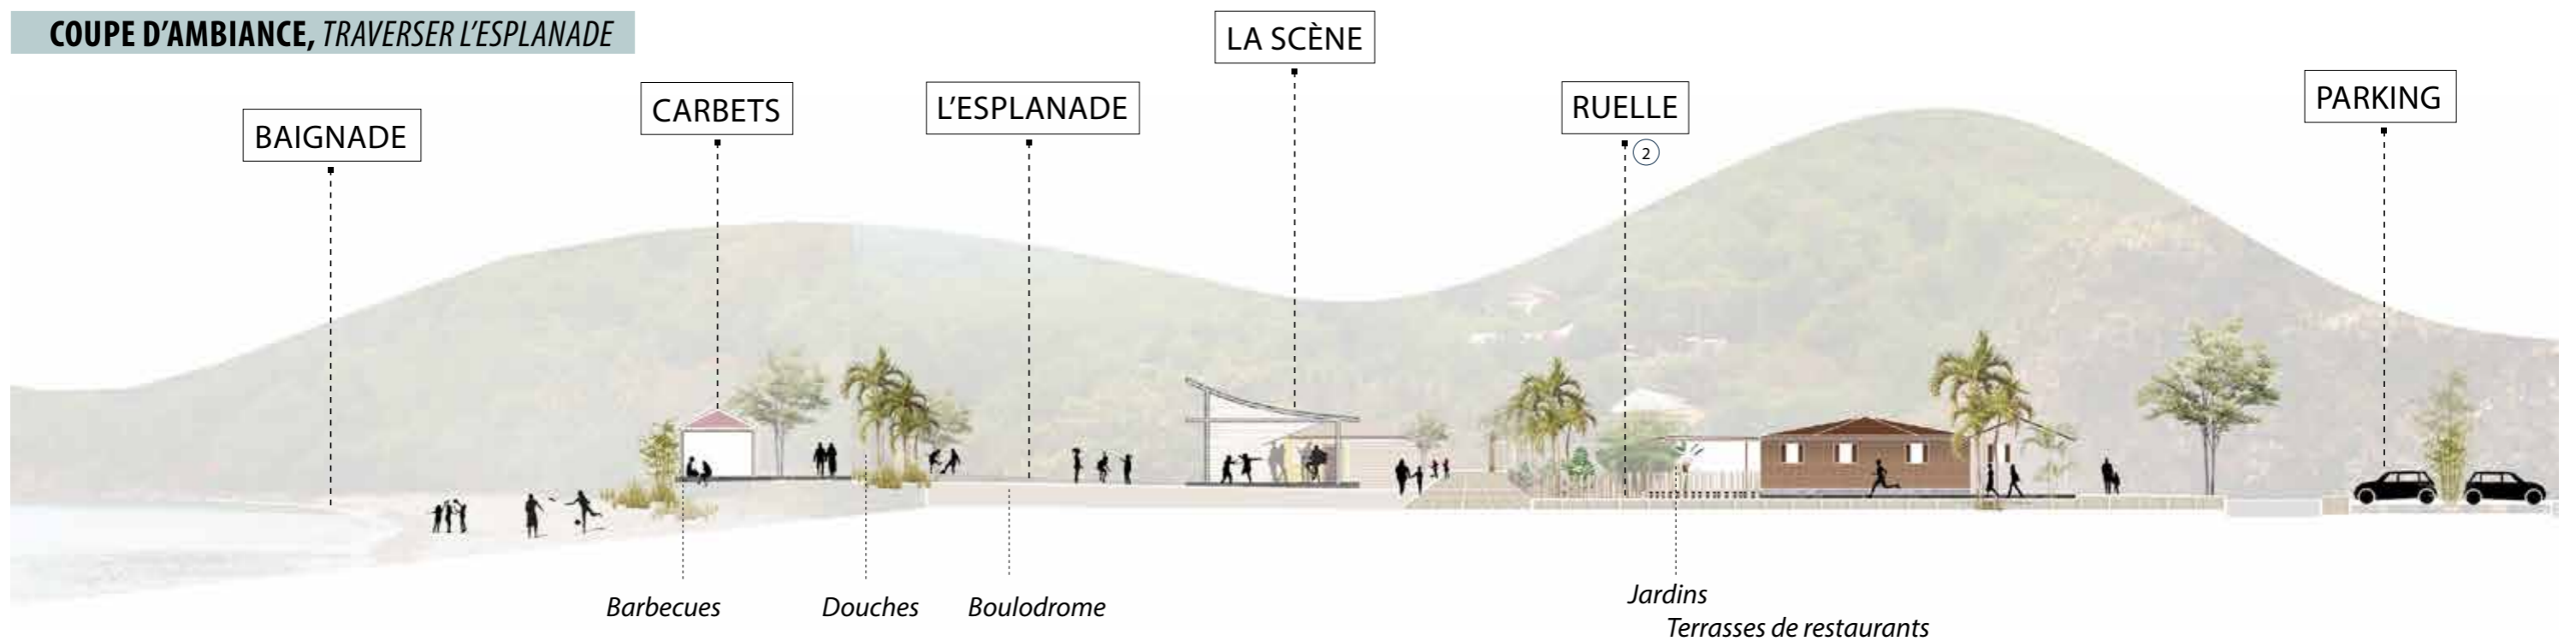 COUPE D'AMBIANCE, TRAVERSER L'ESPLANADE
LA SCÈNE
BAIGNADE
CARBETS
L'ESPLANADE
RUELLE
2
PARKING
Barbecues
Douches
Boulodrome
Jardins
Terrasses de restaurants